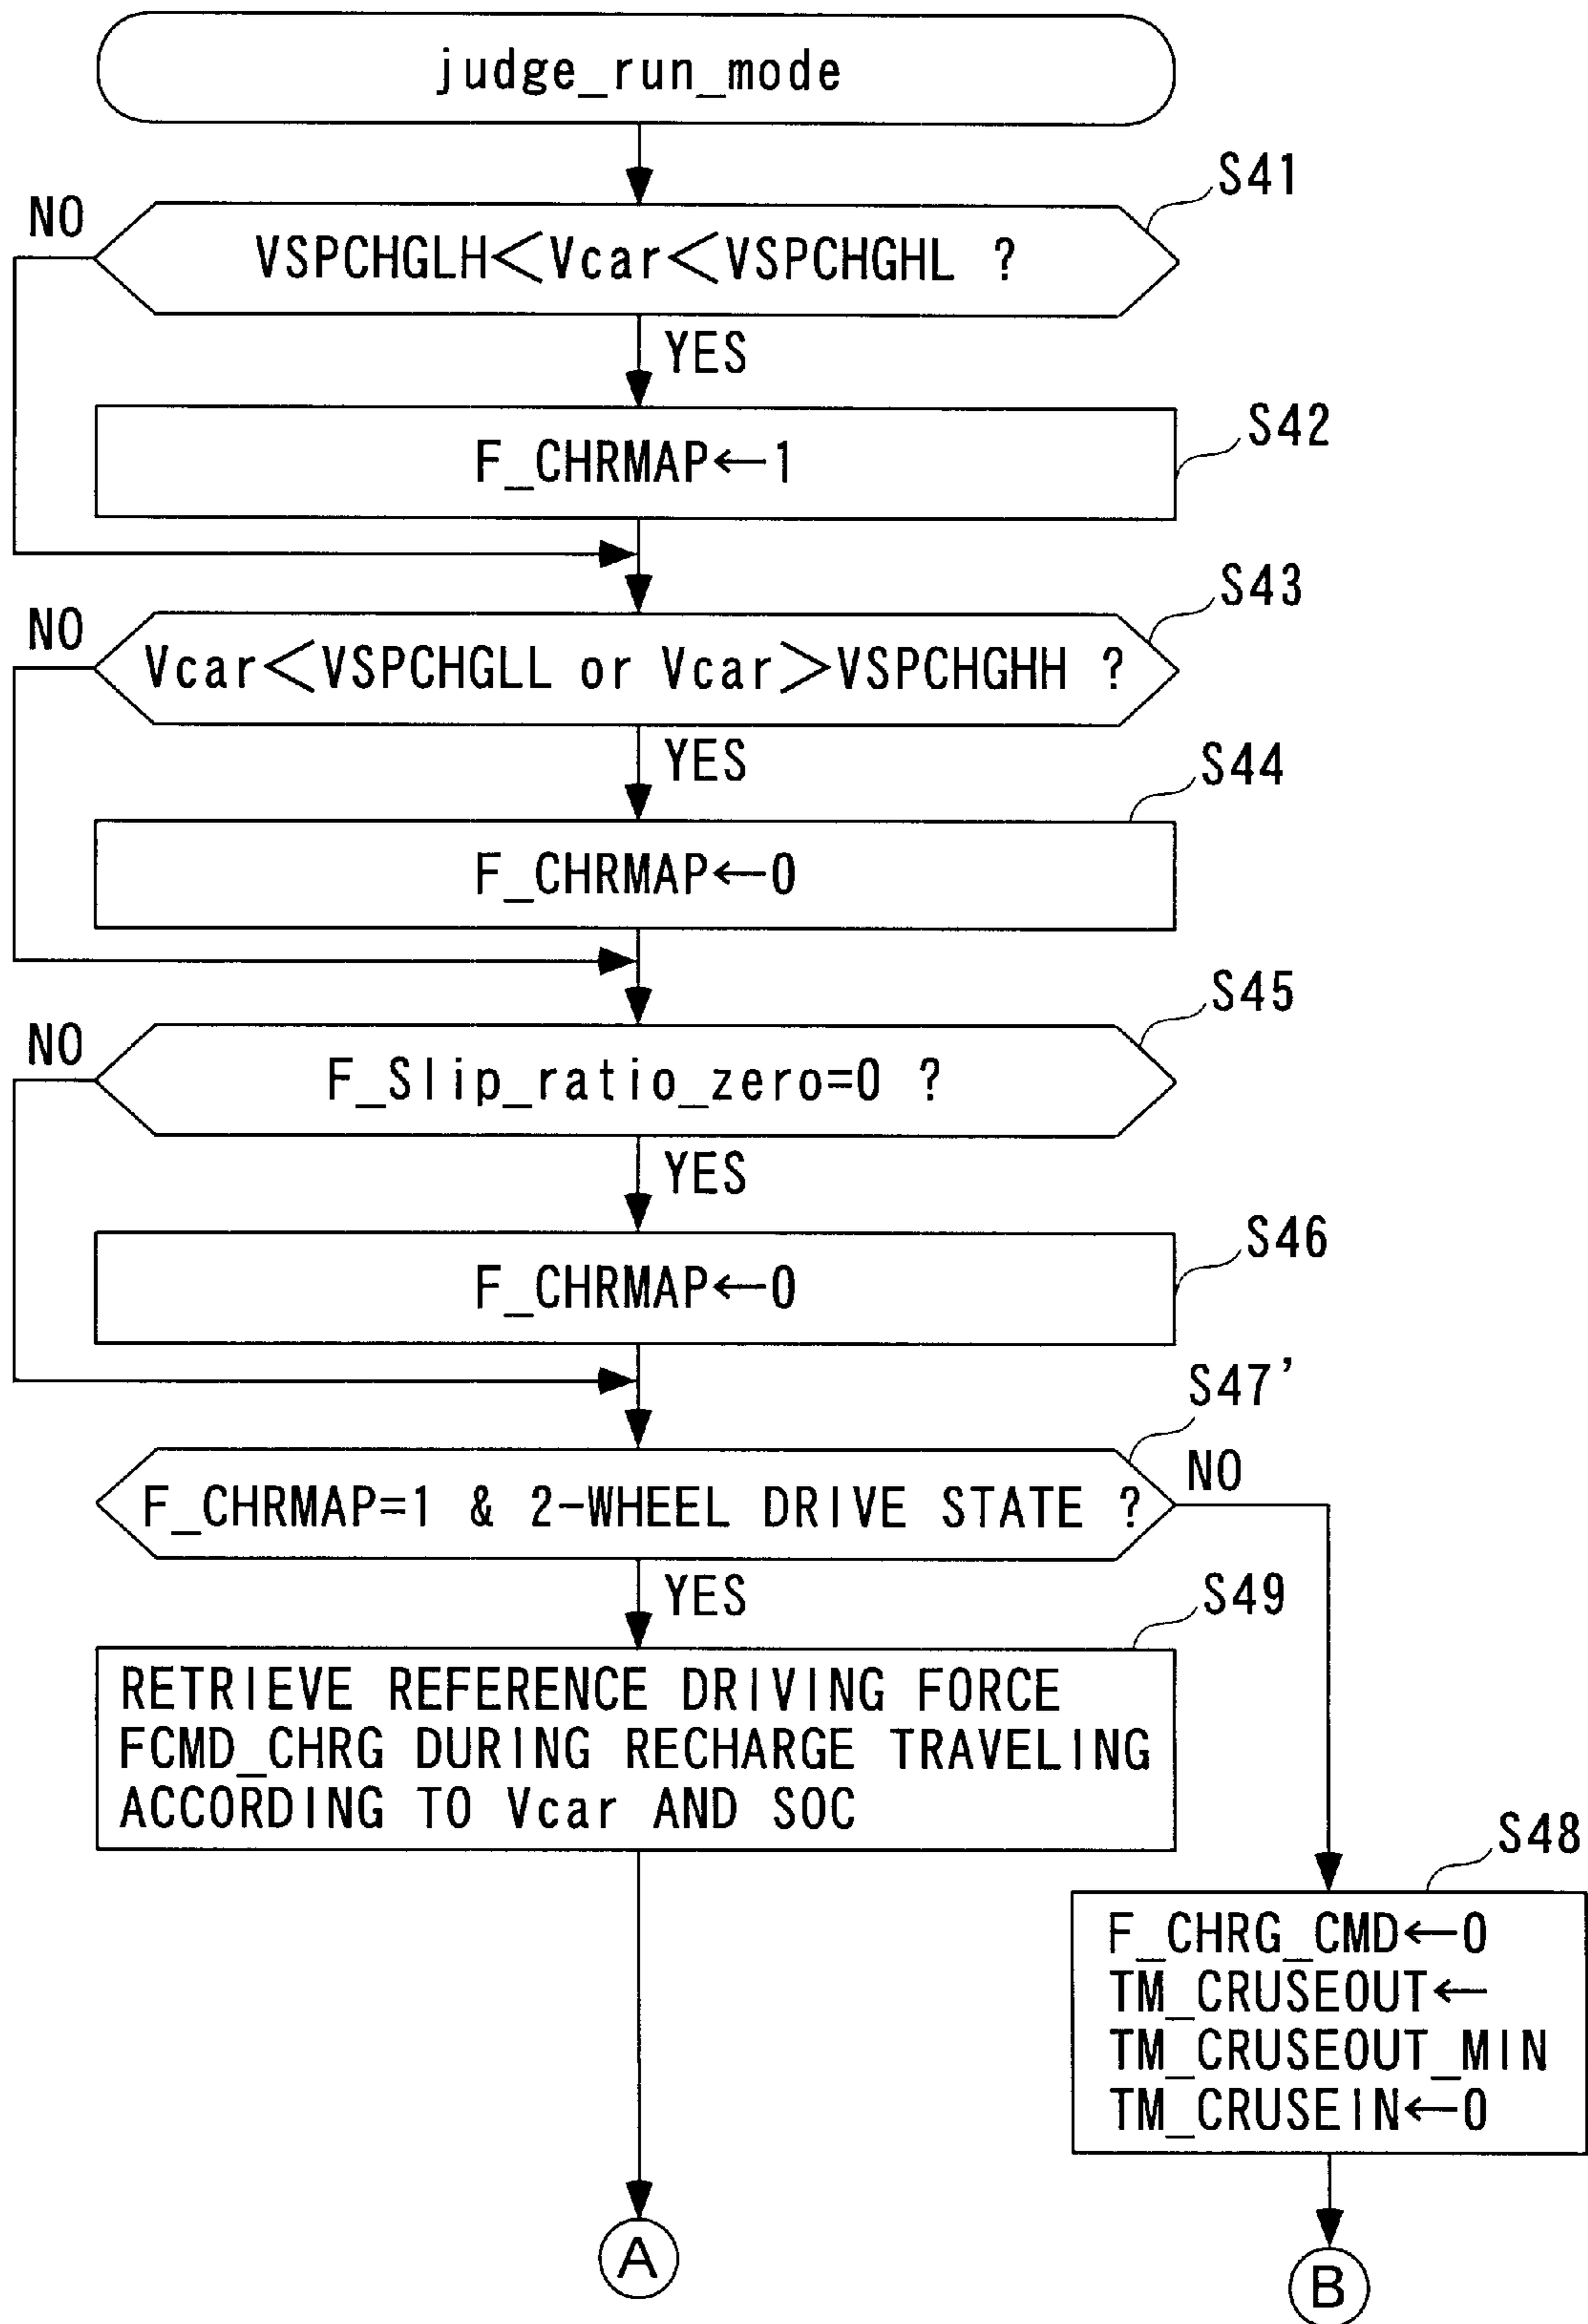 judge_run_mode
S41
NO
VSPCHGLH<Vcar<VSPCHGHL ?
YES
S42
F_CHRMAP←1
S43
NO
Vcar<VSPCHGLL or Vcar>VSPCHGHH ?
YES
S44
F_CHRMAP←0
S45
NO
F_Slip_ratio_zero=0 ?
YES
S46
F_CHRMAP←0
S47'
NO
F_CHRMAP=1 & 2-WHEEL DRIVE STATE ?
YES
S49
RETRIEVE REFERENCE DRIVING FORCE
FCMD_CHRG DURING RECHARGE TRAVELING
ACCORDING TO Vcar AND SOC
S48
F_CHRG_CMD←0
TM_CRUSEOUT←
TM_CRUSEOUT_MIN
TM_CRUSEIN←0
A
B